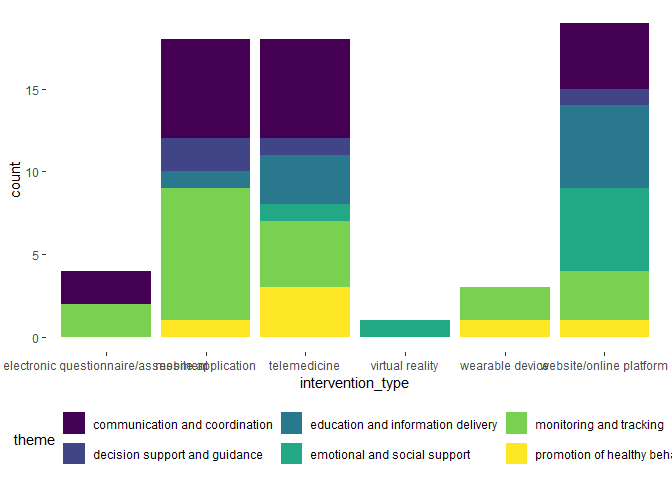 count
15
10
5
0
electronic questionnaire/assessment mobile application telemedicine virtual reality wearable device website/online platform
intervention_type
theme
communication and coordination education and information delivery monitoring and tracking
decision support and guidance emotional and social support promotion of healthy beha